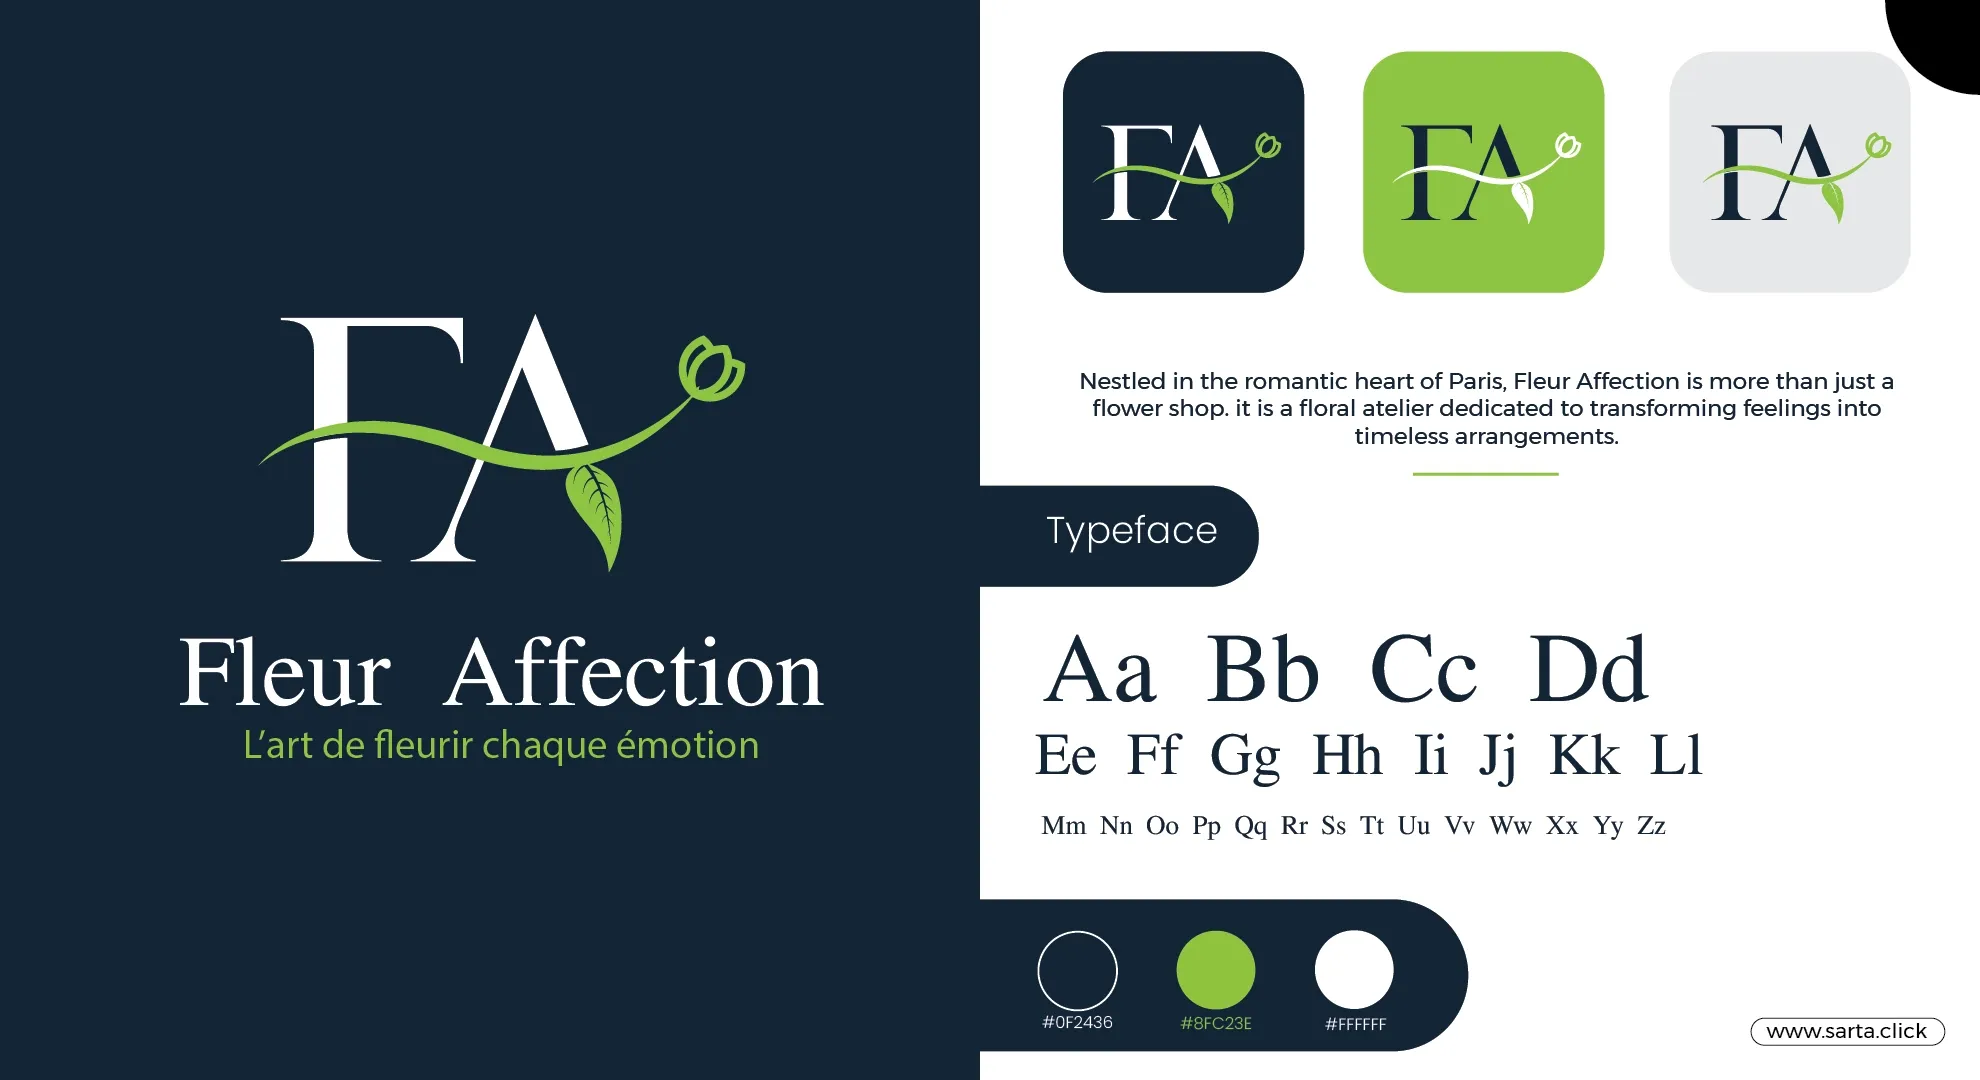 FA
Fleur Affection
L’art de fleurir chaque émotion
FA
FA
FA
Nestled in the romantic heart of Paris, Fleur Affection is more than just a
flower shop. it is a floral atelier dedicated to transforming feelings into
timeless arrangements.
Typeface
Aa Bb Cc Dd
Ee Ff Gg Hh Ii Jj Kk Ll
Mm Nn Oo Pp Qq Rr Ss Tt Uu Vv Ww Xx Yy Zz
#0F2436 #8FC23E #FFFFFF
www.sarta.click